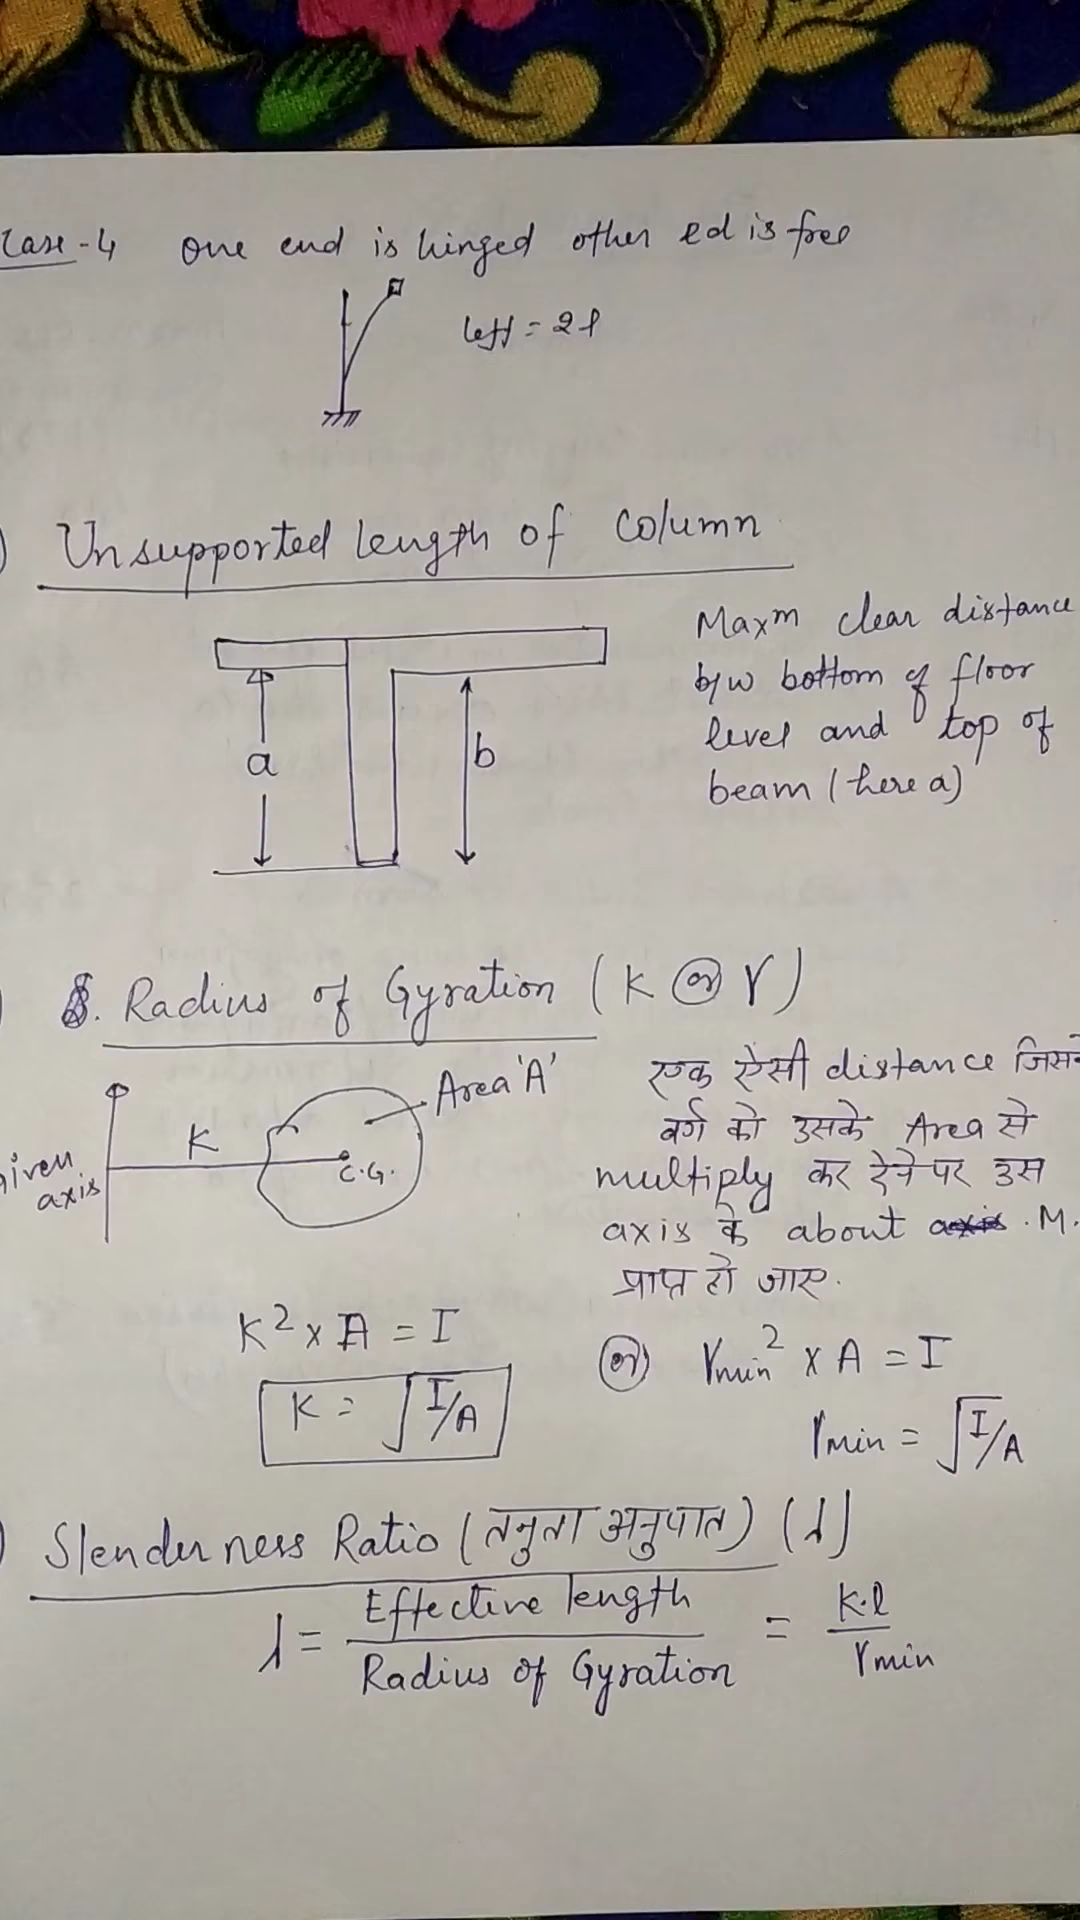 Case-4 one end is hinged other ed is free
leff = 2l
Unsupported length of column
Maxm clear distance
b/w bottom of floor
level and top of
beam (here a)
a
b
8. Radius of Gyration (K or r)
Area 'A'
K
C.G.
given
axis
एक ऐसी distance जिसके
वर्ग को उसके Area से
multiply कर देने पर उस
axis के about M.
प्राप्त हो जाए.
K² x A = I
K = √I/A
or rmin² x A = I
rmin = √I/A
Slenderness Ratio (तनुता अनुपात) (λ)
λ = Effective length / Radius of Gyration = K.l / rmin